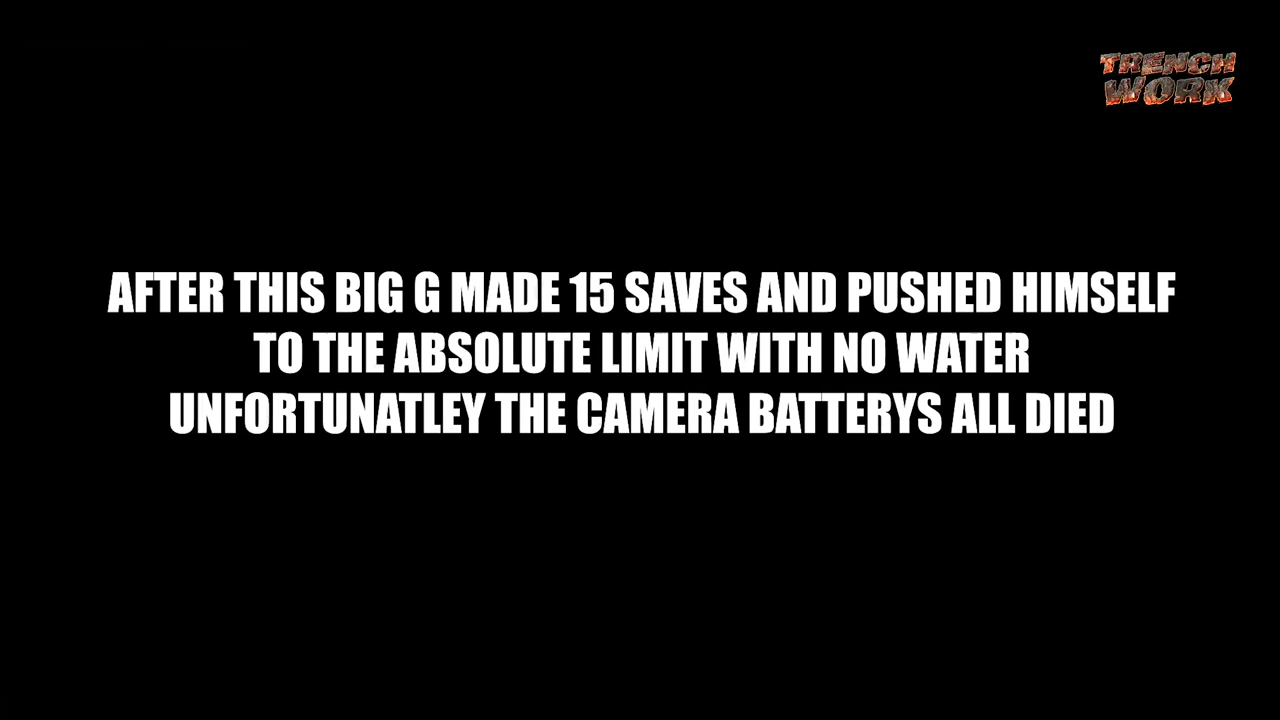 TRENCH
WORK
AFTER THIS BIG G MADE 15 SAVES AND PUSHED HIMSELF
TO THE ABSOLUTE LIMIT WITH NO WATER
UNFORTUNATLEY THE CAMERA BATTERYS ALL DIED